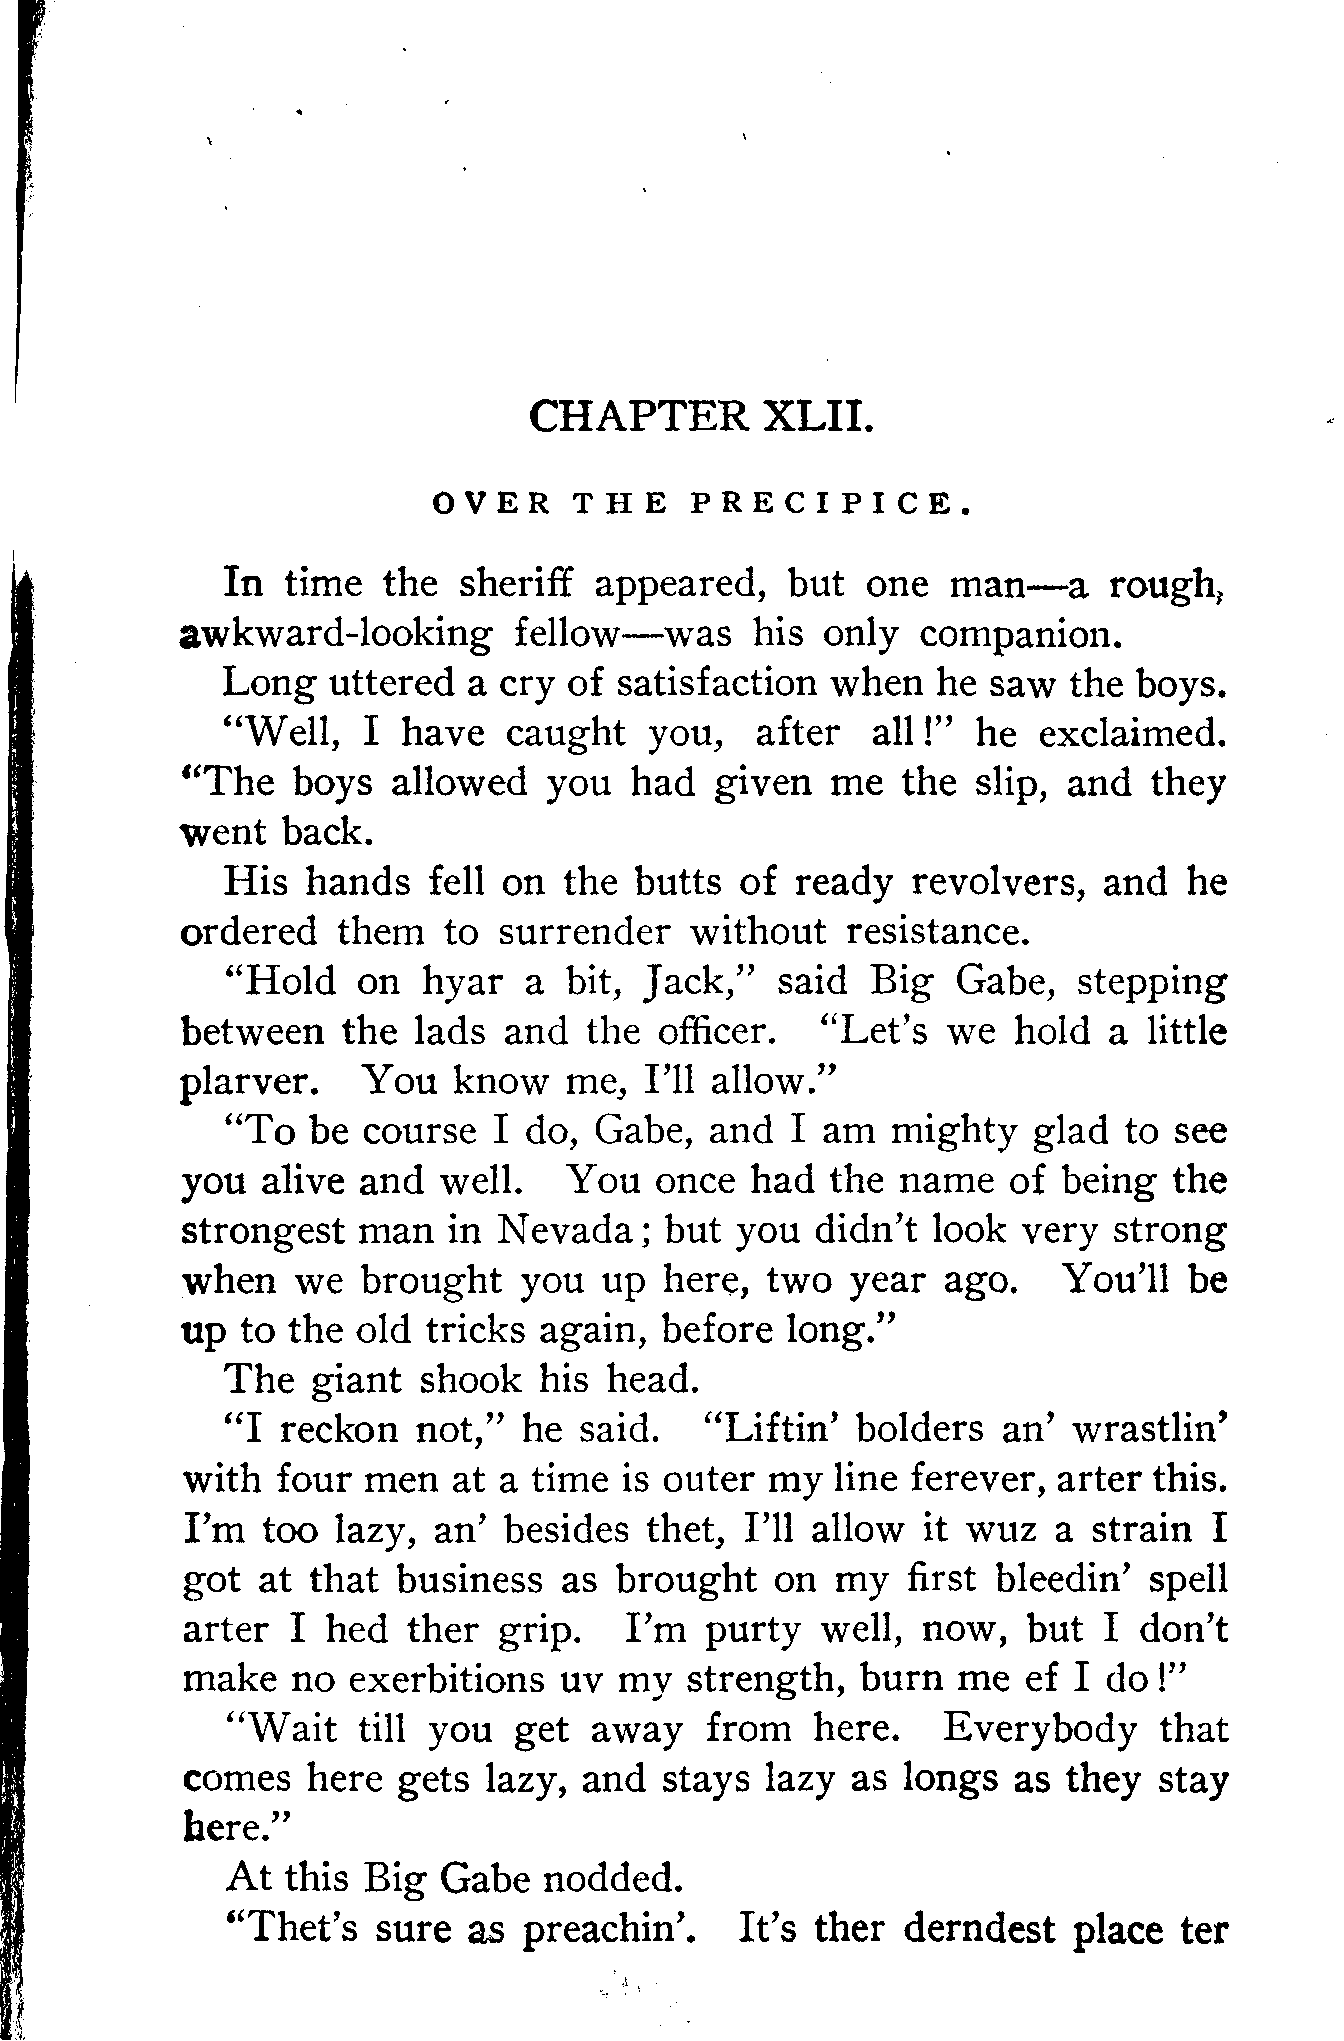 CHAPTER XLII.
OVER THE PRECIPICE.
In time the sheriff appeared, but one man—a rough,
awkward-looking fellow—was his only companion.
Long uttered a cry of satisfaction when he saw the boys.
“Well, I have caught you, after all!” he exclaimed.
“The boys allowed you had given me the slip, and they
went back.
His hands fell on the butts of ready revolvers, and he
ordered them to surrender without resistance.
“Hold on hyar a bit, Jack,” said Big Gabe, stepping
between the lads and the officer. “Let’s we hold a little
plarver. You know me, I’ll allow.”
“To be course I do, Gabe, and I am mighty glad to see
you alive and well. You once had the name of being the
strongest man in Nevada; but you didn’t look very strong
when we brought you up here, two year ago. You’ll be
up to the old tricks again, before long.”
The giant shook his head.
“I reckon not,” he said. “Liftin’ bolders an’ wrastlin’
with four men at a time is outer my line ferever, arter this.
I’m too lazy, an’ besides thet, I’ll allow it wuz a strain I
got at that business as brought on my first bleedin’ spell
arter I hed ther grip. I’m purty well, now, but I don’t
make no exerbitions uv my strength, burn me ef I do!”
“Wait till you get away from here. Everybody that
comes here gets lazy, and stays lazy as longs as they stay
here.”
At this Big Gabe nodded.
“Thet’s sure as preachin’. It’s ther derndest place ter